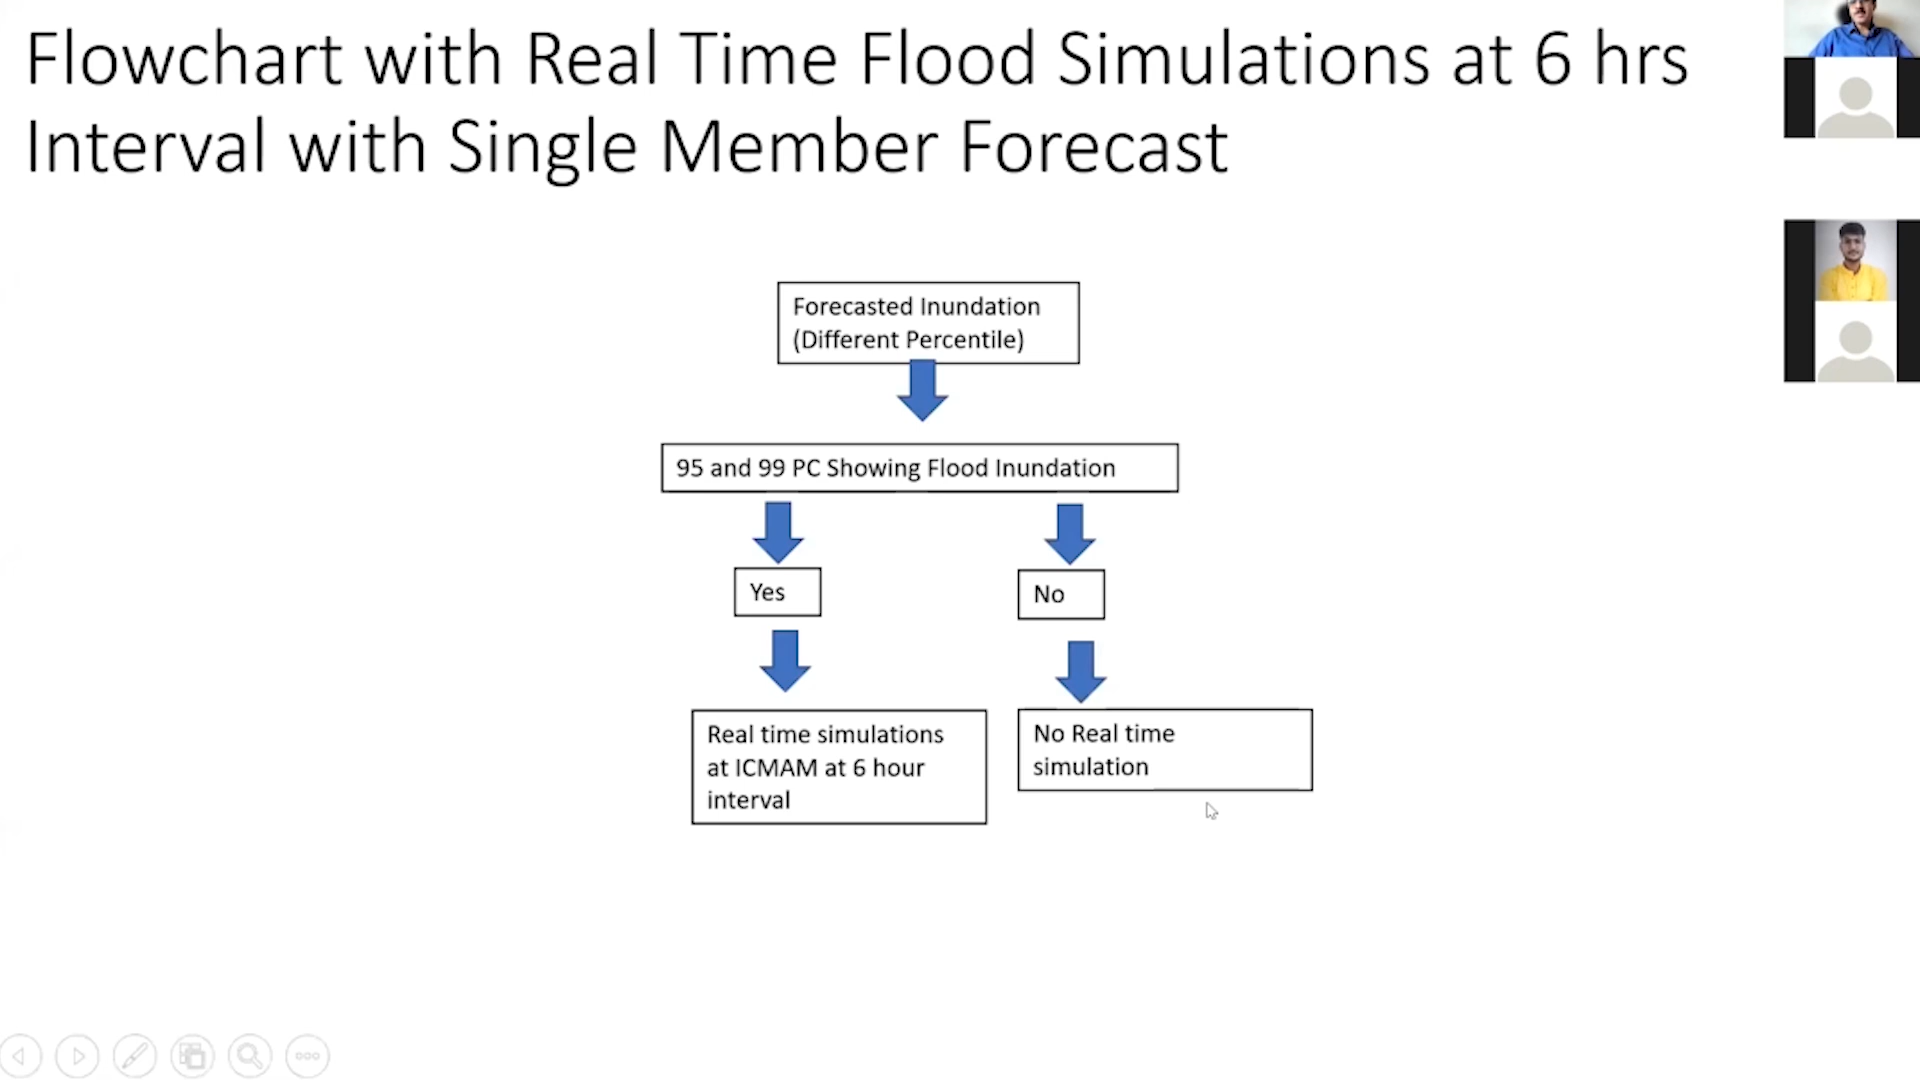 Flowchart with Real Time Flood Simulations at 6 hrs
Interval with Single Member Forecast
Forecasted Inundation
(Different Percentile)
95 and 99 PC Showing Flood Inundation
Yes
No
Real time simulations
at ICMAM at 6 hour
interval
No Real time
simulation